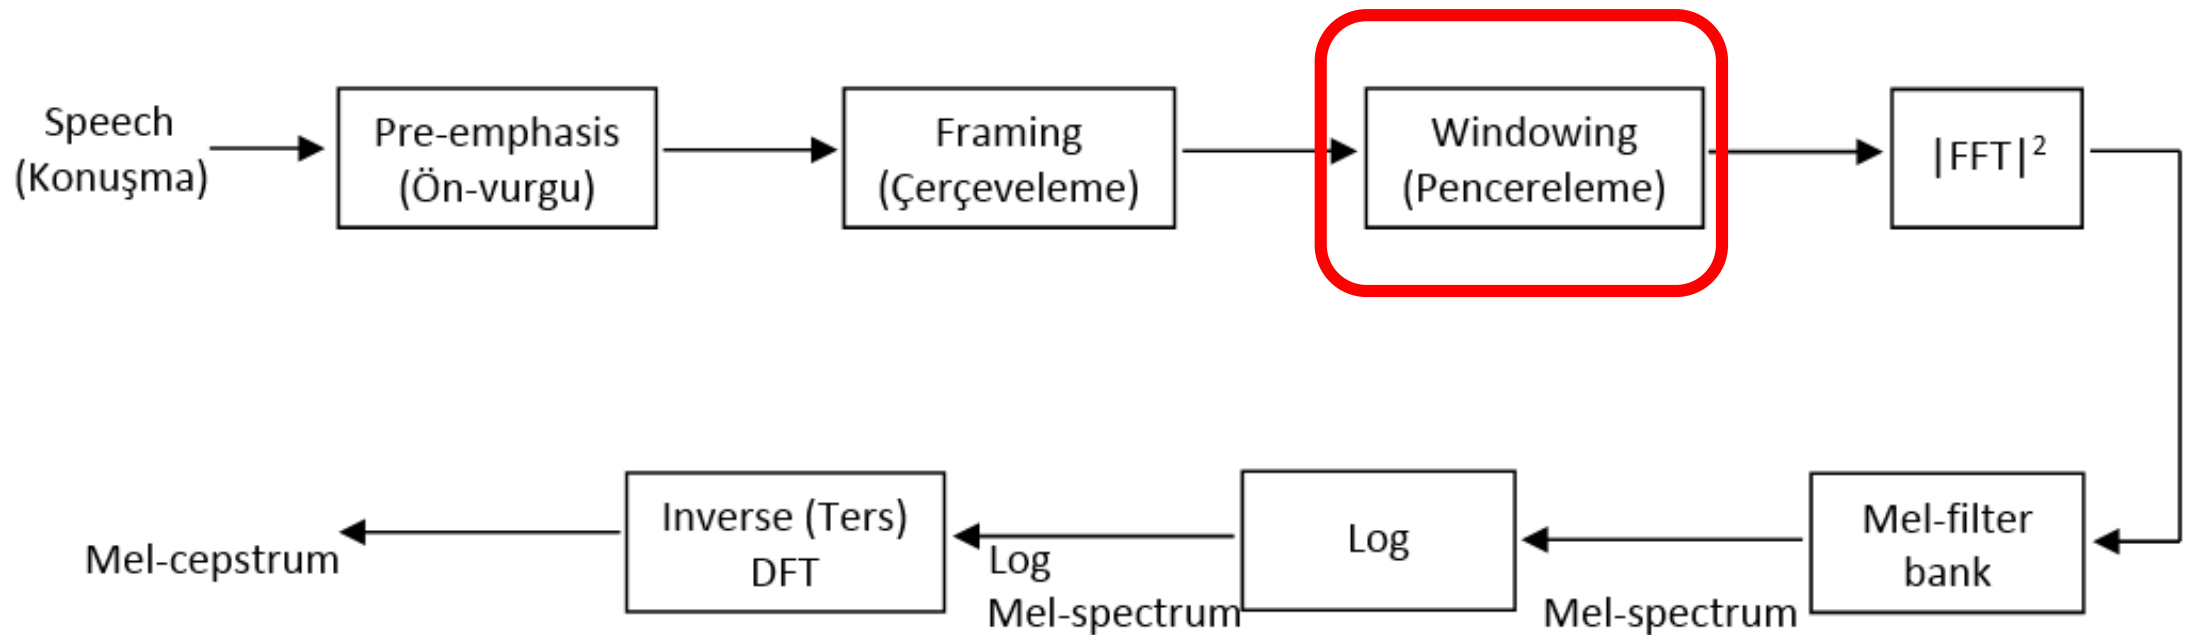 Speech
(Konuşma)
Pre-emphasis
(Ön-vurgu)
Framing
(Çerçeveleme)
Windowing
(Pencereleme)
|FFT|²
Mel-filter
bank
Mel-spectrum
Log
Log
Mel-spectrum
Inverse (Ters)
DFT
Mel-cepstrum